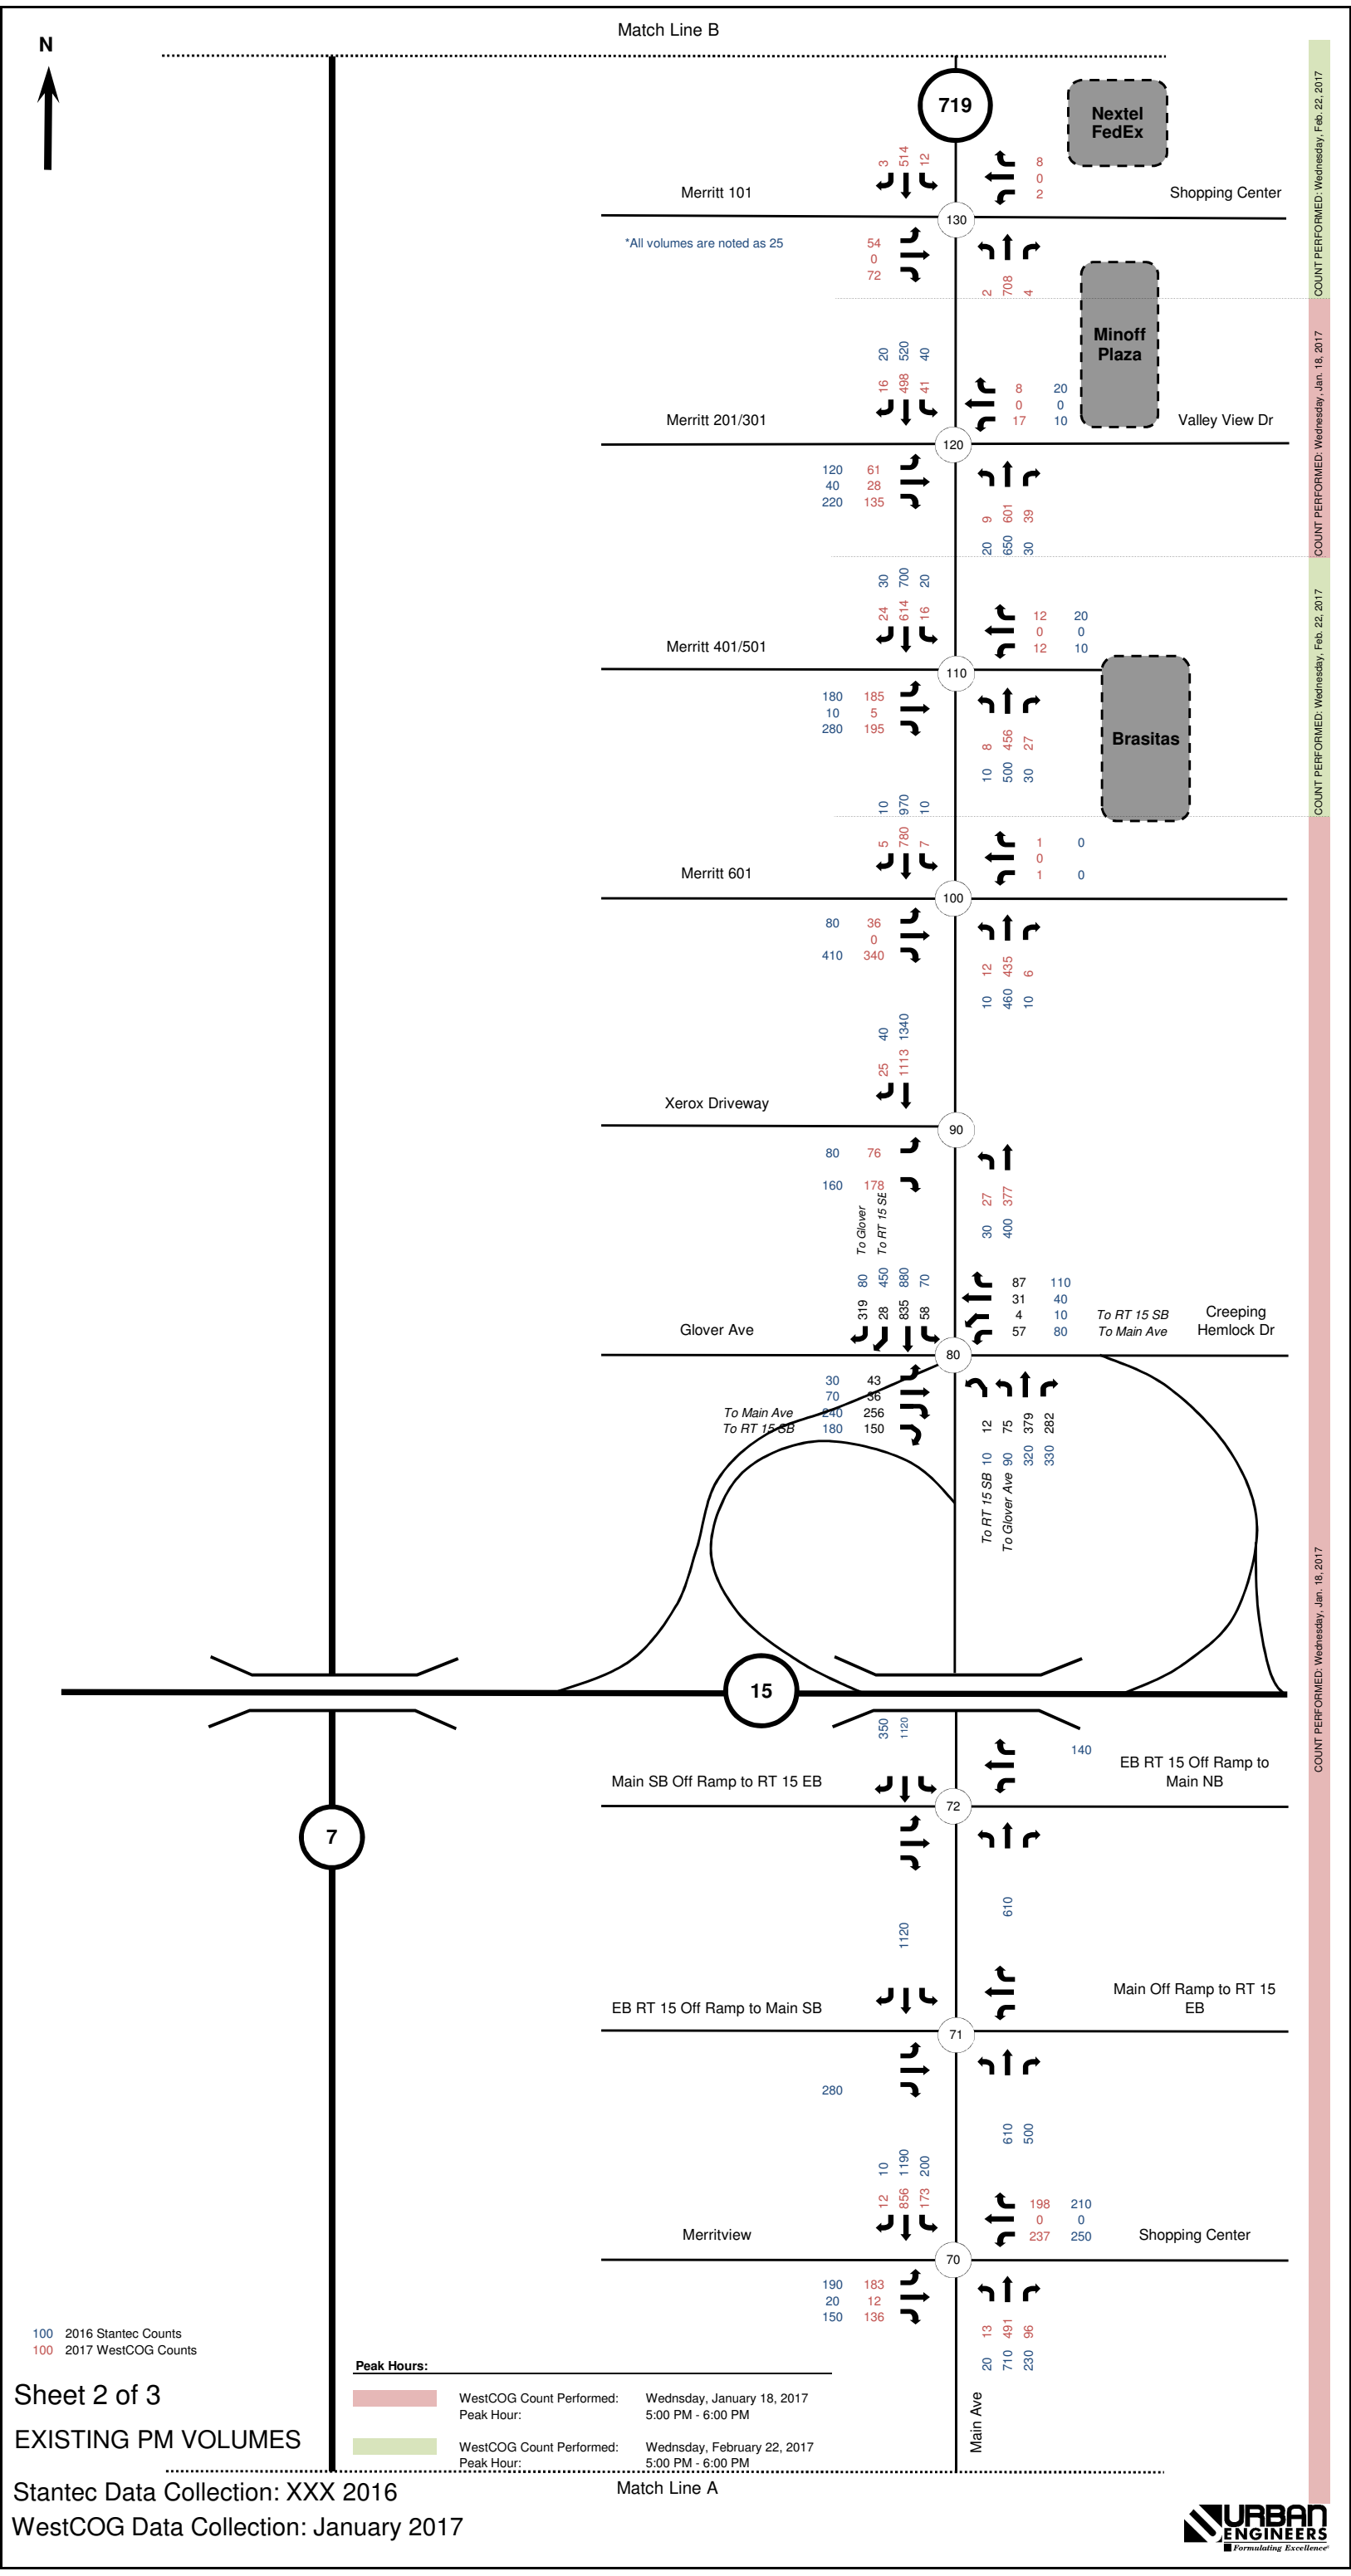 Match Line B
N
719
Nextel
FedEx
COUNT PERFORMED: Wednesday, Feb. 22, 2017
3 514 12
8
0
2
Merritt 101
Shopping Center
130
*All volumes are noted as 25
54
0
72
2 708 4
Minoff
Plaza
COUNT PERFORMED: Wednesday, Jan. 18, 2017
20 520 40
16 498 41
8 20
0 0
17 10
Merritt 201/301
Valley View Dr
120
120 61
40 28
220 135
9 601 39
20 650 30
COUNT PERFORMED: Wednesday, Feb. 22, 2017
30 700 20
24 614 16
12 20
0 0
12 10
Merritt 401/501
110
180 185
10 5
280 195
8 456 27
10 500 30
Brasitas
10 970 10
5 780 7
1 0
0
1 0
Merritt 601
100
80 36
0
410 340
12 435 6
10 460 10
40 1340
25 1113
Xerox Driveway
90
80 76
160 178
27 377
30 400
To Glover To RT 15 SB
80 450 880 70
319 28 835 58
87 110
31 40
4 10 To RT 15 SB
57 80 To Main Ave
Glover Ave
Creeping
Hemlock Dr
80
30 43
70 36
To Main Ave 240 256
To RT 15 SB 180 150
12 75 379 282
10 90 320 330
To RT 15 SB To Glover Ave
COUNT PERFORMED: Wednesday, Jan. 18, 2017
15
350 1120
140
EB RT 15 Off Ramp to
Main NB
Main SB Off Ramp to RT 15 EB
72
7
610
1120
Main Off Ramp to RT 15
EB
EB RT 15 Off Ramp to Main SB
71
280
610 500
10 1190 200
12 856 173
198 210
0 0
237 250
Merritview
Shopping Center
70
190 183
20 12
150 136
13 491 96
20 710 230
Main Ave
100 2016 Stantec Counts
100 2017 WestCOG Counts
Peak Hours:
WestCOG Count Performed: Wednsday, January 18, 2017
Peak Hour: 5:00 PM - 6:00 PM
WestCOG Count Performed: Wednsday, February 22, 2017
Peak Hour: 5:00 PM - 6:00 PM
Sheet 2 of 3
EXISTING PM VOLUMES
Match Line A
Stantec Data Collection: XXX 2016
WestCOG Data Collection: January 2017
URBAN
ENGINEERS
Formulating Excellence